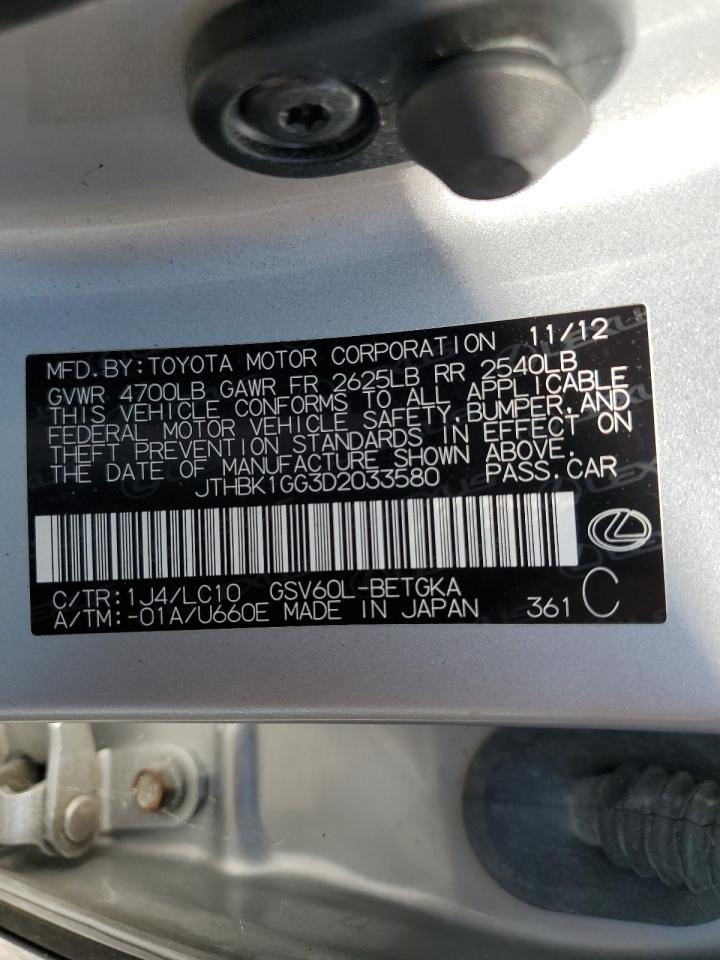 MFD.BY:TOYOTA MOTOR CORPORATION 11/12
GVWR 4700LB GAWR FR 2625LB RR 2540LB
THIS VEHICLE CONFORMS TO ALL APPLICABLE
FEDERAL MOTOR VEHICLE SAFETY,BUMPER,AND
THEFT PREVENTION STANDARDS IN EFFECT ON
THE DATE OF MANUFACTURE SHOWN ABOVE.
JTHBK1GG3D2033580 PASS.CAR
C/TR:1J4/LC10 GSV60L-BETGKA
A/TM:-01A/U660E MADE IN JAPAN 361 C